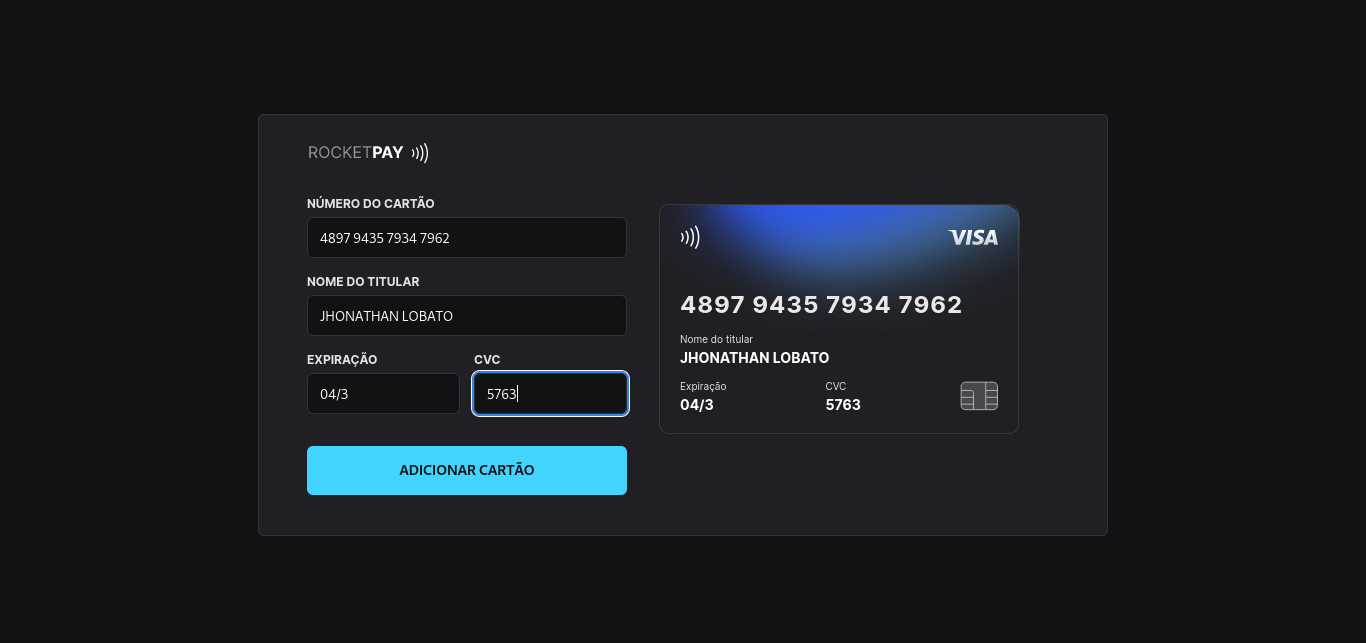 ROCKETPAY
NÚMERO DO CARTÃO
4897 9435 7934 7962
NOME DO TITULAR
JHONATHAN LOBATO
EXPIRAÇÃO CVC
04/3 5763
ADICIONAR CARTÃO
VISA
4897 9435 7934 7962
Nome do titular
JHONATHAN LOBATO
Expiração CVC
04/3 5763